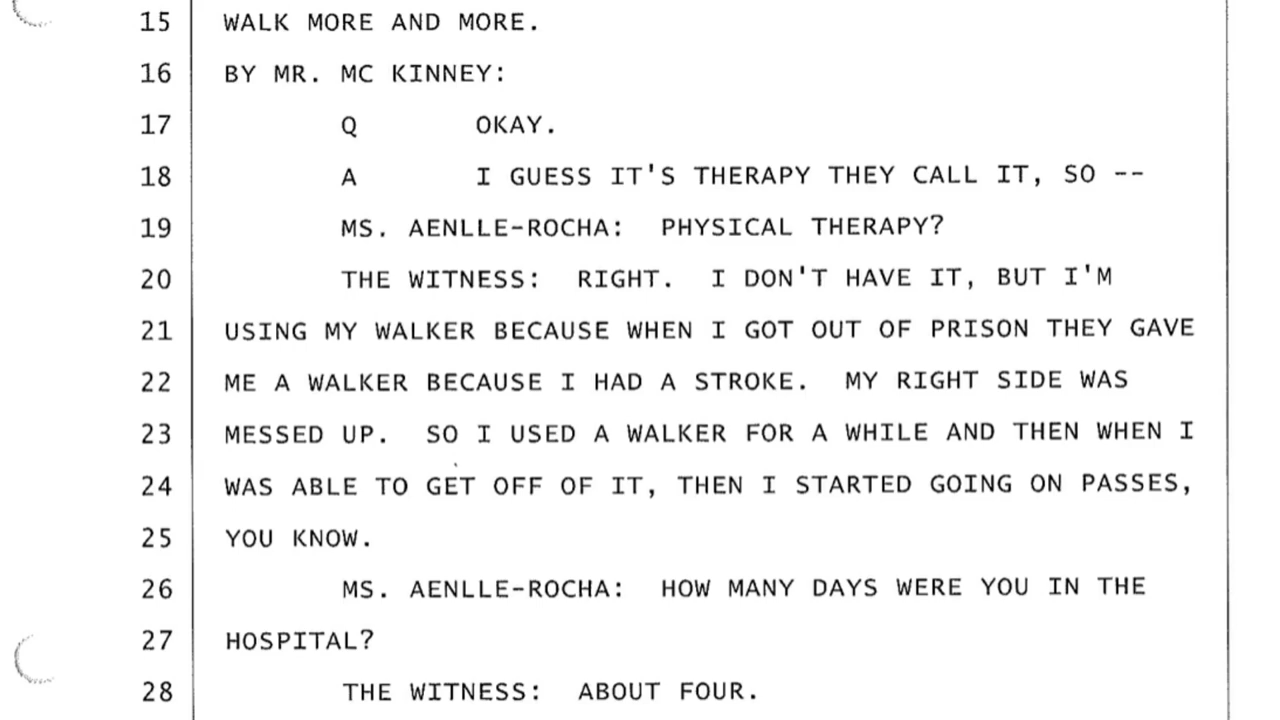 15 WALK MORE AND MORE.
16 BY MR. MC KINNEY:
17 Q OKAY.
18 A I GUESS IT'S THERAPY THEY CALL IT, SO --
19 MS. AENLLE-ROCHA: PHYSICAL THERAPY?
20 THE WITNESS: RIGHT. I DON'T HAVE IT, BUT I'M
21 USING MY WALKER BECAUSE WHEN I GOT OUT OF PRISON THEY GAVE
22 ME A WALKER BECAUSE I HAD A STROKE. MY RIGHT SIDE WAS
23 MESSED UP. SO I USED A WALKER FOR A WHILE AND THEN WHEN I
24 WAS ABLE TO GET OFF OF IT, THEN I STARTED GOING ON PASSES,
25 YOU KNOW.
26 MS. AENLLE-ROCHA: HOW MANY DAYS WERE YOU IN THE
27 HOSPITAL?
28 THE WITNESS: ABOUT FOUR.